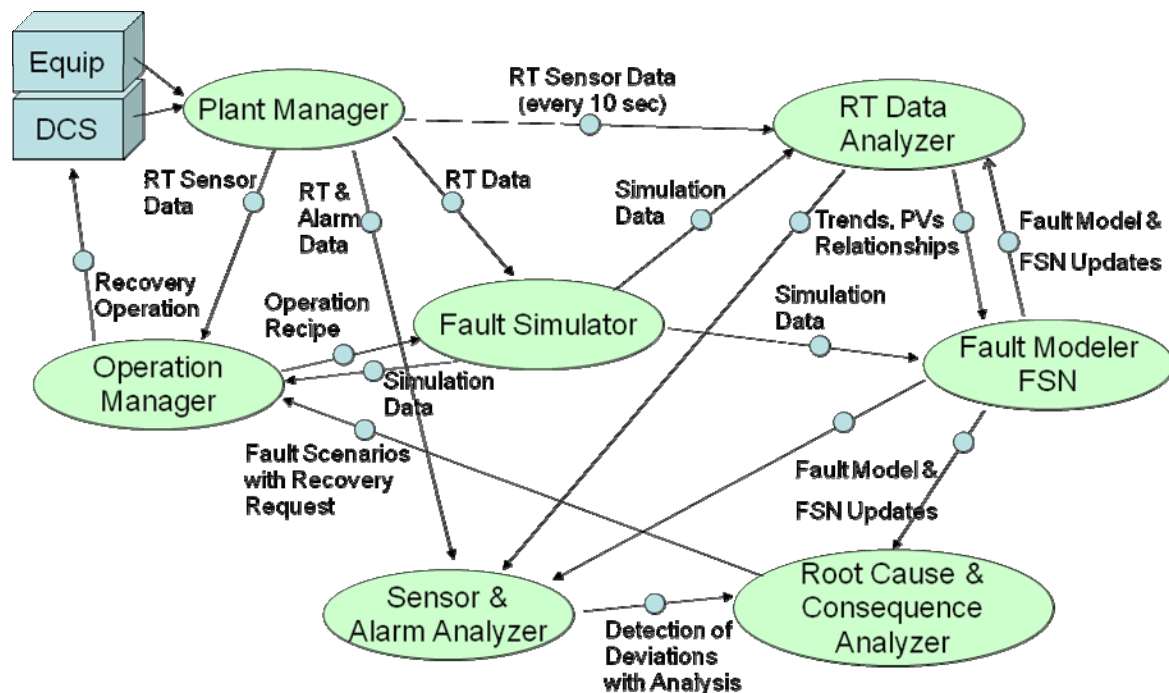 Equip
DCS
Plant Manager
RT Sensor Data
(every 10 sec)
RT Data
Analyzer
RT Sensor
Data
RT &
Alarm
Data
RT Data
Simulation
Data
Trends, PVs
Relationships
Fault Model &
FSN Updates
Recovery
Operation
Operation
Recipe
Fault Simulator
Simulation
Data
Fault Modeler
FSN
Operation
Manager
Simulation
Data
Fault Scenarios
with Recovery
Request
Fault Model &
FSN Updates
Sensor &
Alarm Analyzer
Root Cause &
Consequence
Analyzer
Detection of
Deviations
with Analysis